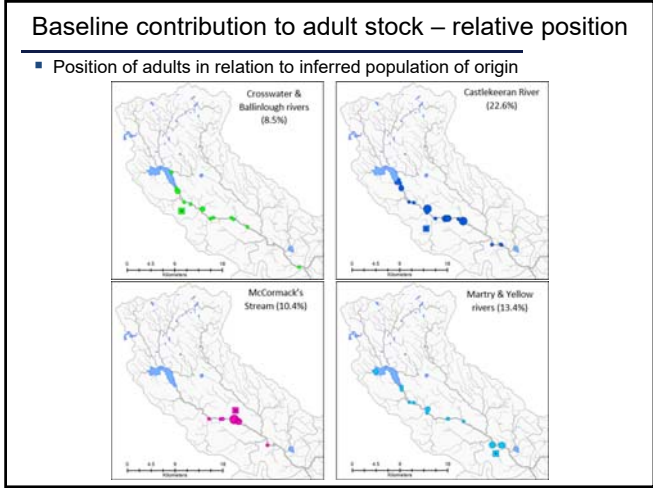 Baseline contribution to adult stock – relative position
Position of adults in relation to inferred population of origin
Crosswater &
Ballinlough rivers
(8.5%)
Castlekeeran River
(22.6%)
McCormack's
Stream (10.4%)
Martry & Yellow
rivers (13.4%)